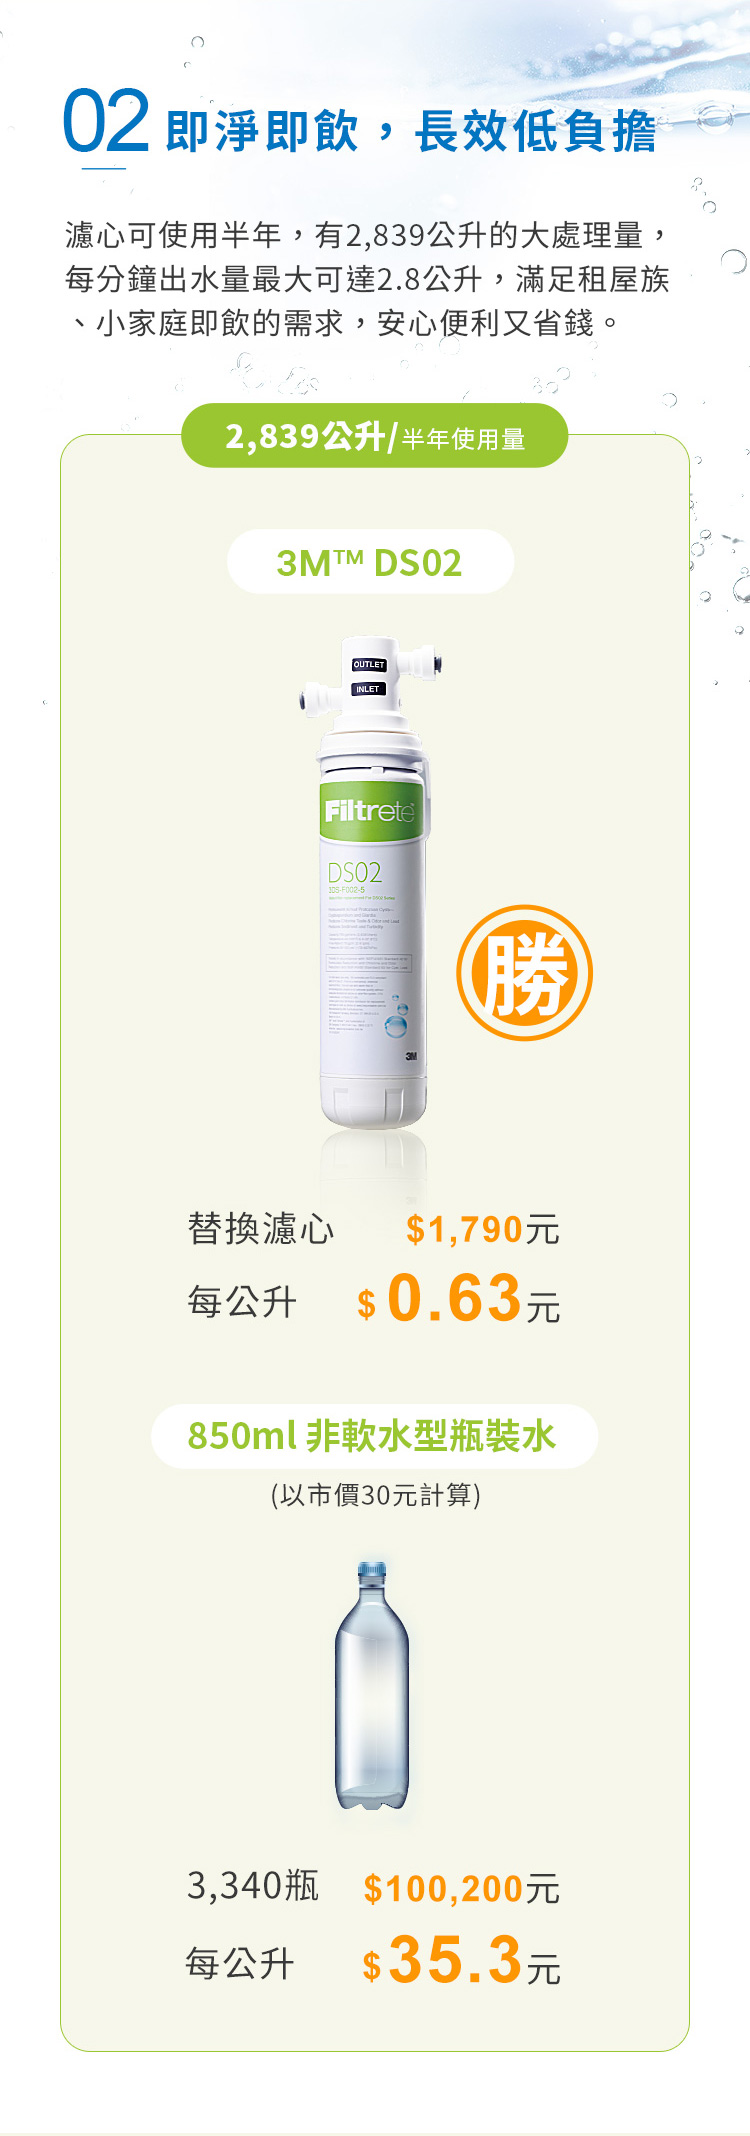 02 即淨即飲，長效低負擔
濾心可使用半年，有2,839公升的大處理量，
每分鐘出水量最大可達2.8公升，滿足租屋族
、小家庭即飲的需求，安心便利又省錢。
2,839公升/半年使用量
3M™ DS02
OUTLET
INLET
Filtrete
DS02
3DS-F002-5
勝
3M
替換濾心 $1,790元
每公升 $0.63元
850ml 非軟水型瓶裝水
(以市價30元計算)
3,340瓶 $100,200元
每公升 $35.3元